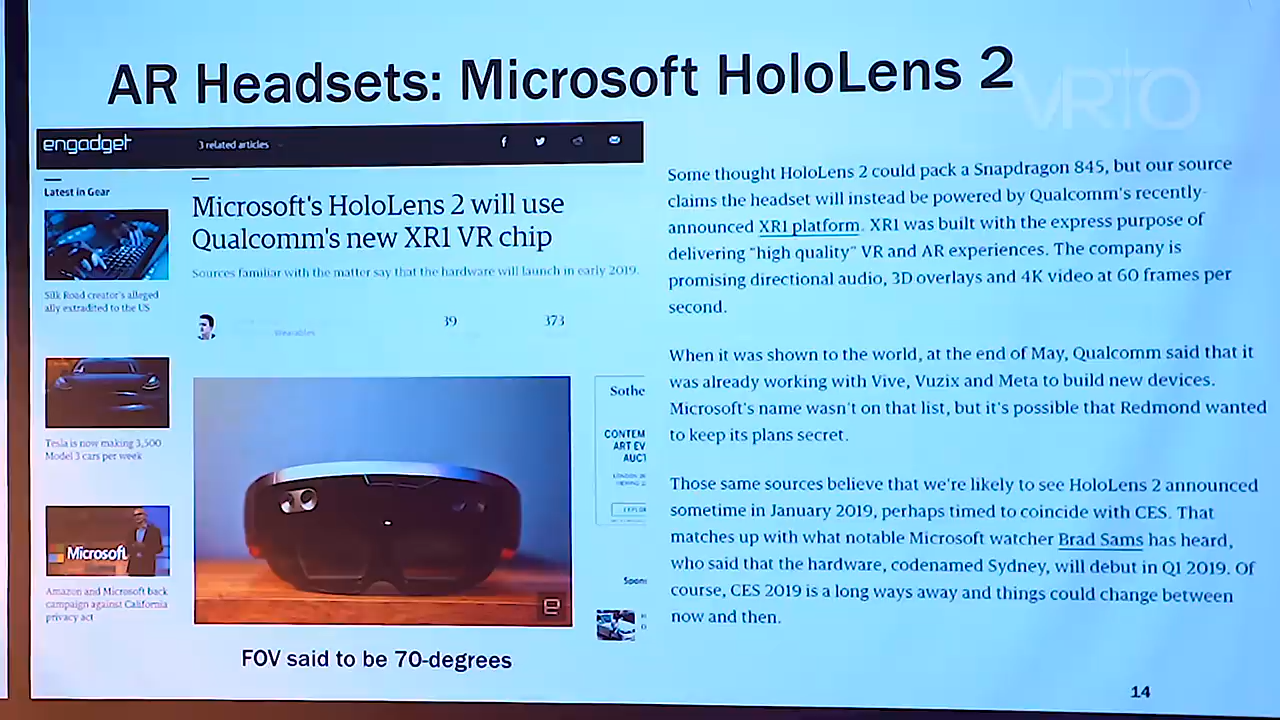 AR Headsets: Microsoft HoloLens 2
VRTO
engadget
3 related articles
Latest in Gear
Silk Road creator's alleged
ally extradited to the US
Tesla is now making 3,500
Model 3 cars per week
Microsoft
Amazon and Microsoft back
campaign against California
privacy act
Microsoft's HoloLens 2 will use
Qualcomm's new XR1 VR chip
Sources familiar with the matter say that the hardware will launch in early 2019.
Wearables
39
373
Sothe
CONTEM
ART EV
AUCT
EXPLOR
Spons
FOV said to be 70-degrees
Some thought HoloLens 2 could pack a Snapdragon 845, but our source
claims the headset will instead be powered by Qualcomm's recently-
announced XR1 platform. XR1 was built with the express purpose of
delivering "high quality" VR and AR experiences. The company is
promising directional audio, 3D overlays and 4K video at 60 frames per
second.
When it was shown to the world, at the end of May, Qualcomm said that it
was already working with Vive, Vuzix and Meta to build new devices.
Microsoft's name wasn't on that list, but it's possible that Redmond wanted
to keep its plans secret.
Those same sources believe that we're likely to see HoloLens 2 announced
sometime in January 2019, perhaps timed to coincide with CES. That
matches up with what notable Microsoft watcher Brad Sams has heard,
who said that the hardware, codenamed Sydney, will debut in Q1 2019. Of
course, CES 2019 is a long ways away and things could change between
now and then.
14